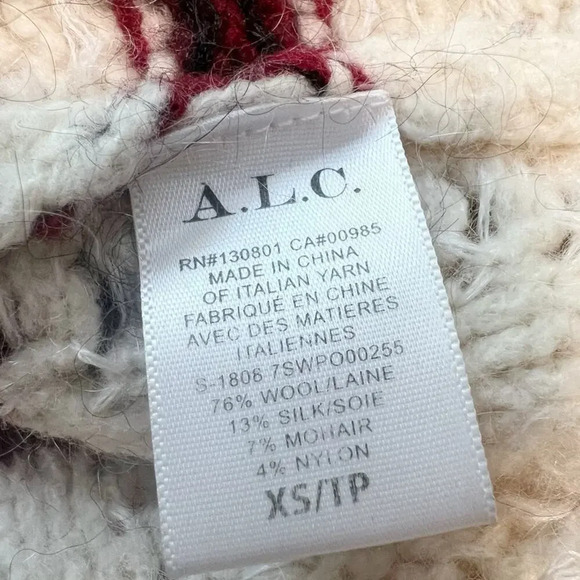 A.L.C.
RN#130801 CA#00985
MADE IN CHINA
OF ITALIAN YARN
FABRIQUÉ EN CHINE
AVEC DES MATIERES
ITALIENNES
S-1808 7SWPO00255
76% WOOL/LAINE
13% SILK/SOIE
7% MOHAIR
4% NYLON
XS/TP